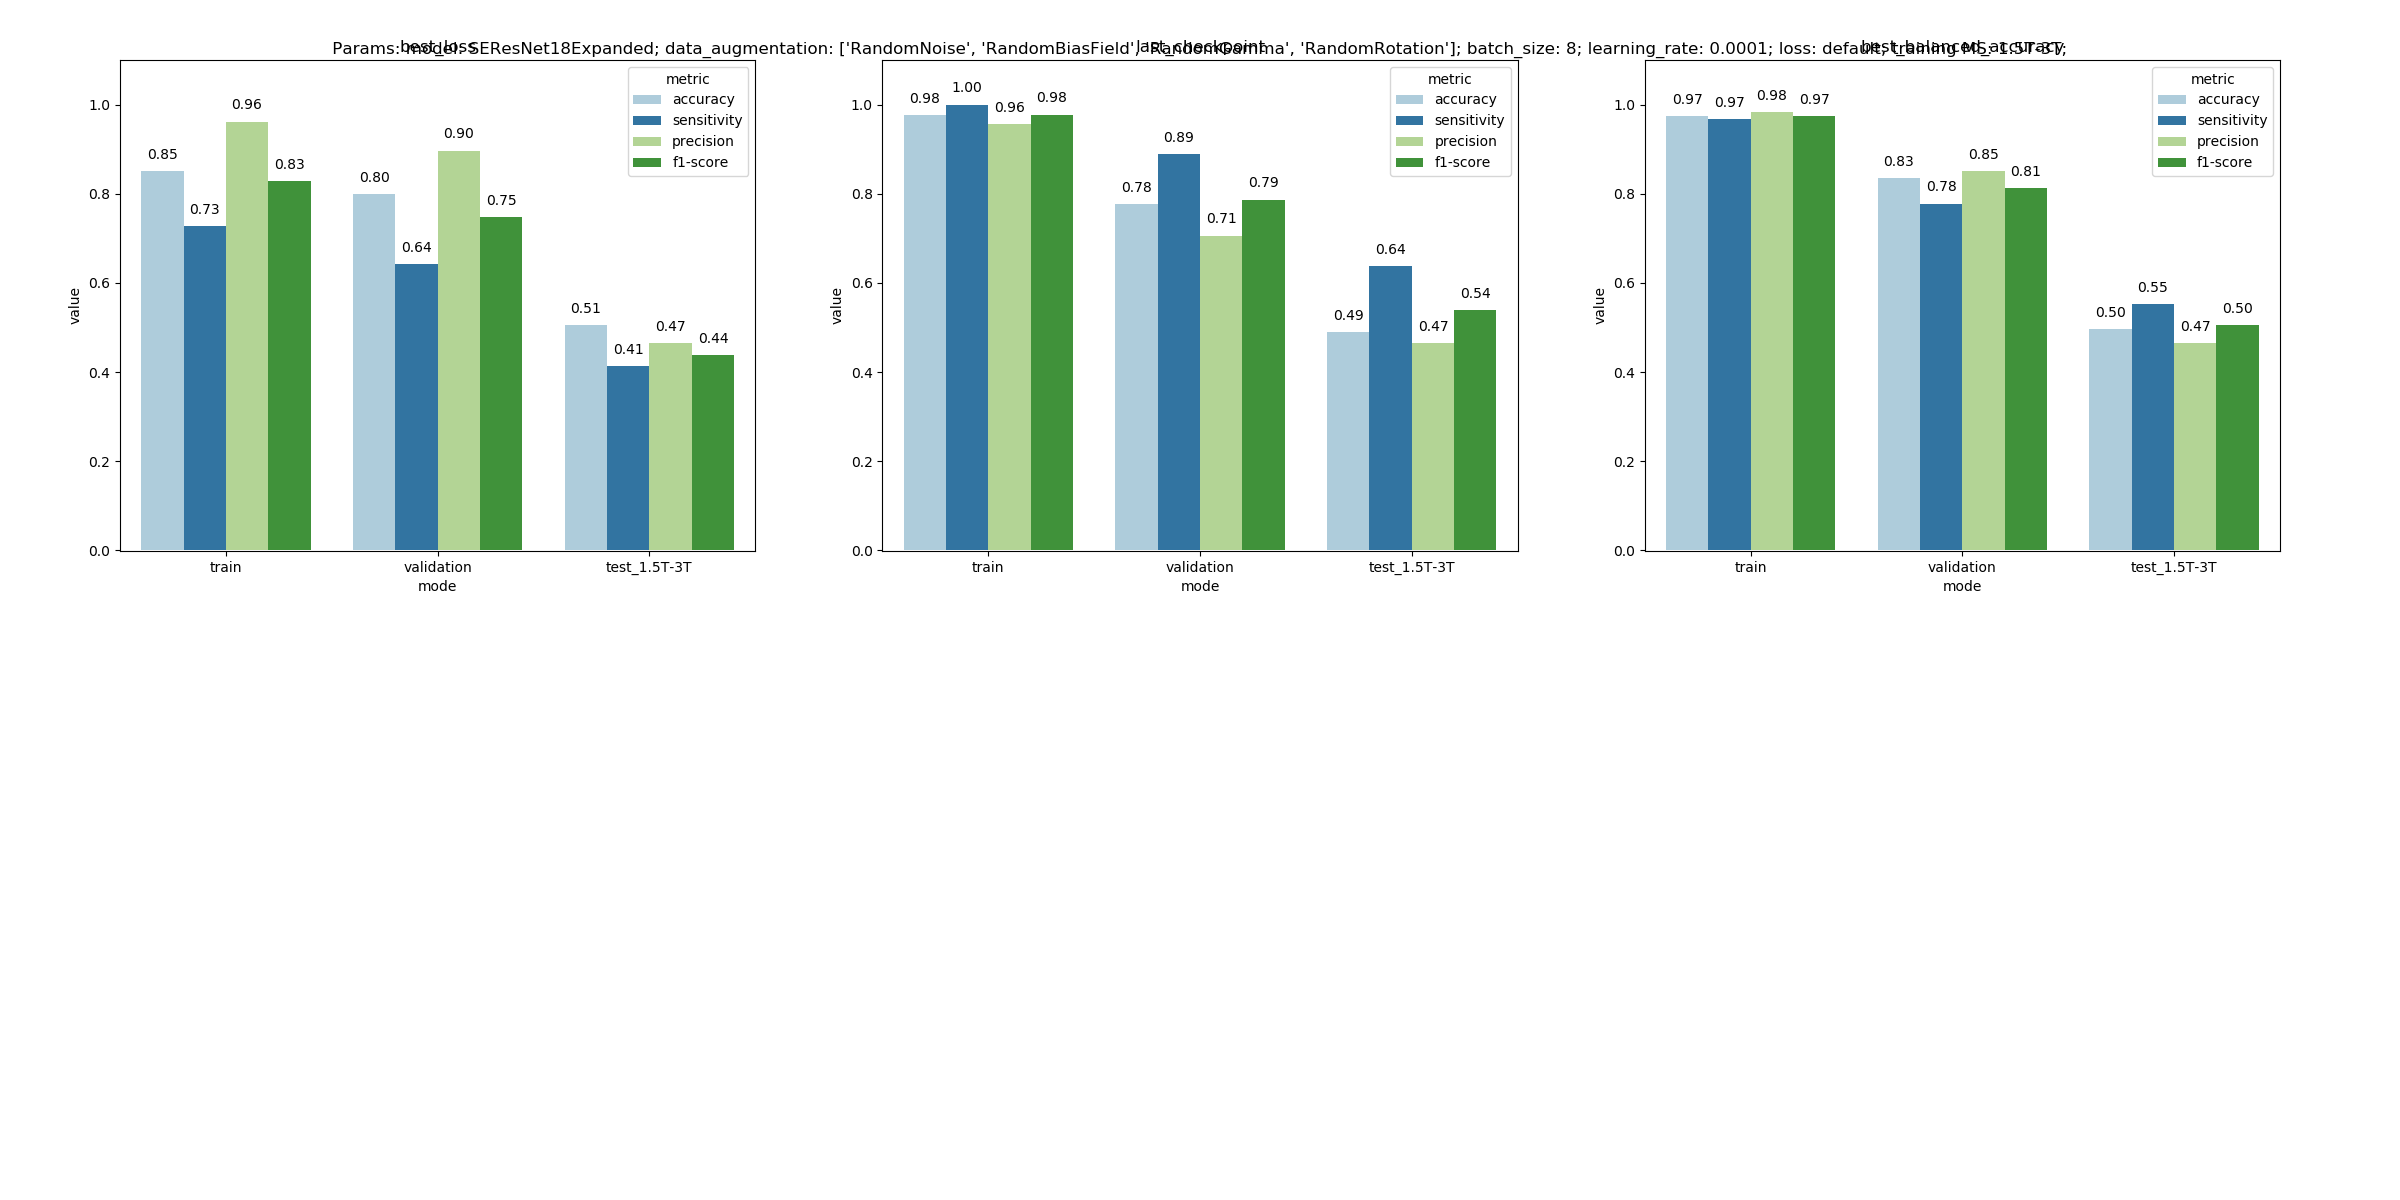 best_loss
last_checkpoint
best_balanced_accuracy
Params: model: SEResNet18Expanded; data_augmentation: ['RandomNoise', 'RandomBiasField', 'RandomGamma', 'RandomRotation']; batch_size: 8; learning_rate: 0.0001; loss: default; training MS: 1.5T-3T;
metric
accuracy
sensitivity
precision
f1-score
1.0
0.8
0.6
0.4
0.2
0.0
value
0.85
0.73
0.96
0.83
0.80
0.64
0.90
0.75
0.51
0.41
0.47
0.44
train
validation
test_1.5T-3T
mode
metric
accuracy
sensitivity
precision
f1-score
1.0
0.8
0.6
0.4
0.2
0.0
value
0.98
1.00
0.96
0.98
0.78
0.89
0.71
0.79
0.49
0.64
0.47
0.54
train
validation
test_1.5T-3T
mode
metric
accuracy
sensitivity
precision
f1-score
1.0
0.8
0.6
0.4
0.2
0.0
value
0.97
0.97
0.98
0.97
0.83
0.78
0.85
0.81
0.50
0.55
0.47
0.50
train
validation
test_1.5T-3T
mode